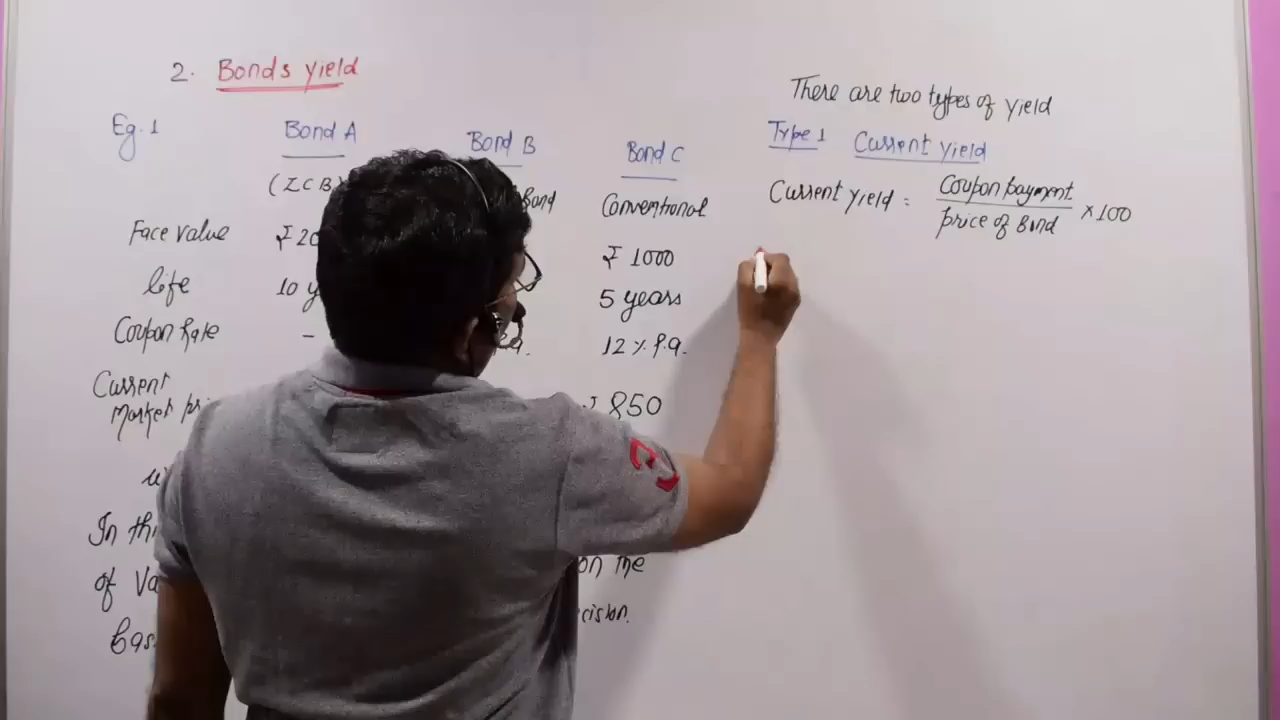 2. Bonds Yield
Eg. 1
Bond A
Bond B
Bond C
(ZCB)
Bond
Conventional
Face Value
₹ 20
₹ 1000
life
10 y
5 years
Coupon Rate
-
12 % P.a.
Current
Market pri
850
In thi
on the
of Va
cision.
bas
There are two types of yield
Type 1 Current yield
Current yield = Coupon payment / price of Bond × 100